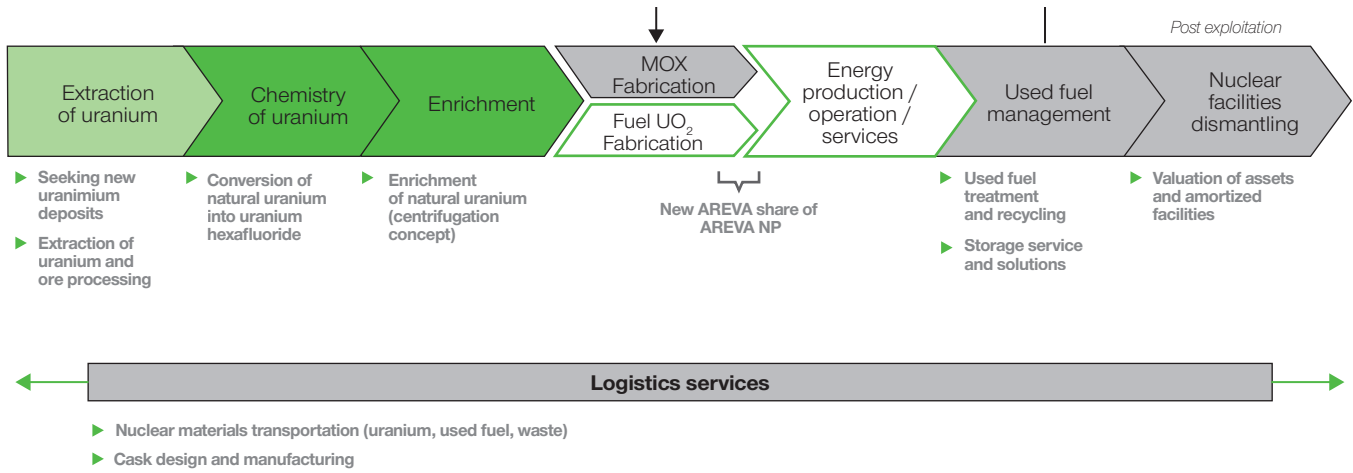 Post exploitation
Extraction
of uranium
Chemistry
of uranium
Enrichment
MOX
Fabrication
Fuel UO₂
Fabrication
Energy
production /
operation /
services
Used fuel
management
Nuclear
facilities
dismantling
Seeking new
uranimium
deposits
Extraction of
uranium and
ore processing
Conversion of
natural uranium
into uranium
hexafluoride
Enrichment
of natural uranium
(centrifugation
concept)
New AREVA share of
AREVA NP
Used fuel
treatment
and recycling
Storage service
and solutions
Valuation of assets
and amortized
facilities
Logistics services
Nuclear materials transportation (uranium, used fuel, waste)
Cask design and manufacturing